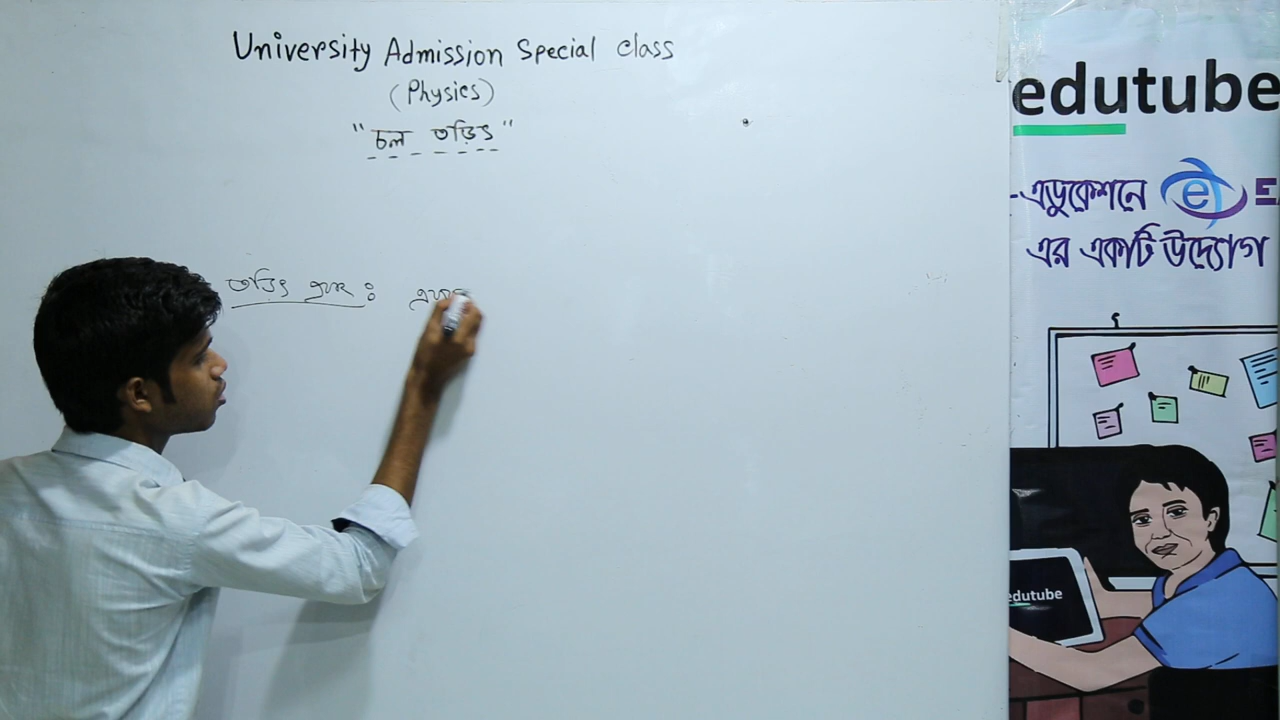 University Admission Special class
(Physics)
"চল তড়িৎ"
তড়িৎ প্রবাহ :
edutube
-এডুকেশনে
এর একটি উদ্যোগ
edutube